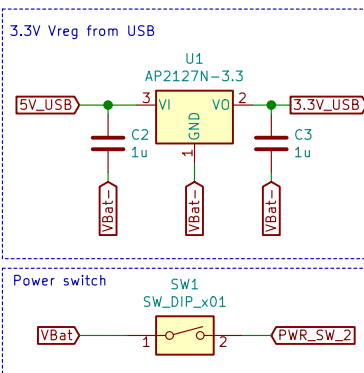 3.3V Vreg from USB
U1
AP2127N-3.3
5V_USB
3
VI
VO
2
3.3V_USB
GND
1
C2
1u
C3
1u
VBat-
VBat-
VBat-
Power switch
SW1
SW_DIP_x01
VBat
1
2
PWR_SW_2